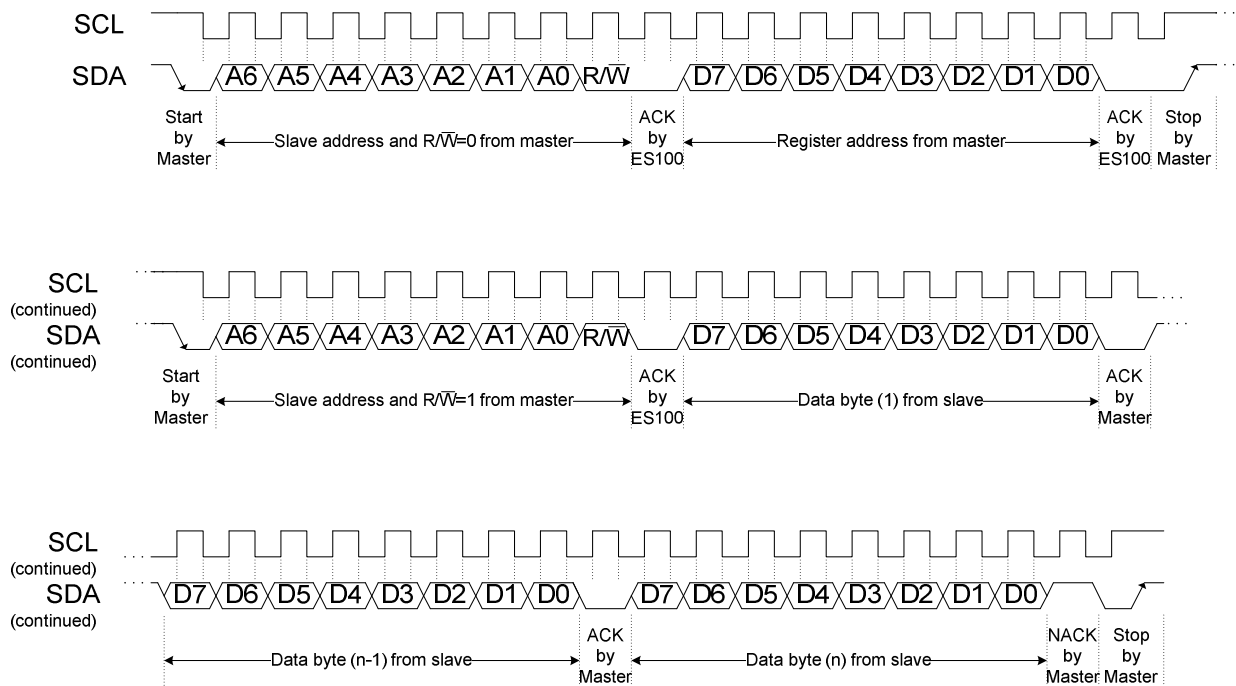 SCL
SDA
A6 A5 A4 A3 A2 A1 A0 R/W̅ D7 D6 D5 D4 D3 D2 D1 D0
Start by Master
Slave address and R/W̅=0 from master
ACK by ES100
Register address from master
ACK by ES100
Stop by Master
SCL
(continued)
SDA
(continued)
A6 A5 A4 A3 A2 A1 A0 R/W̅ D7 D6 D5 D4 D3 D2 D1 D0
Start by Master
Slave address and R/W̅=1 from master
ACK by ES100
Data byte (1) from slave
ACK by Master
SCL
(continued)
SDA
(continued)
D7 D6 D5 D4 D3 D2 D1 D0 D7 D6 D5 D4 D3 D2 D1 D0
Data byte (n-1) from slave
ACK by Master
Data byte (n) from slave
NACK by Master
Stop by Master